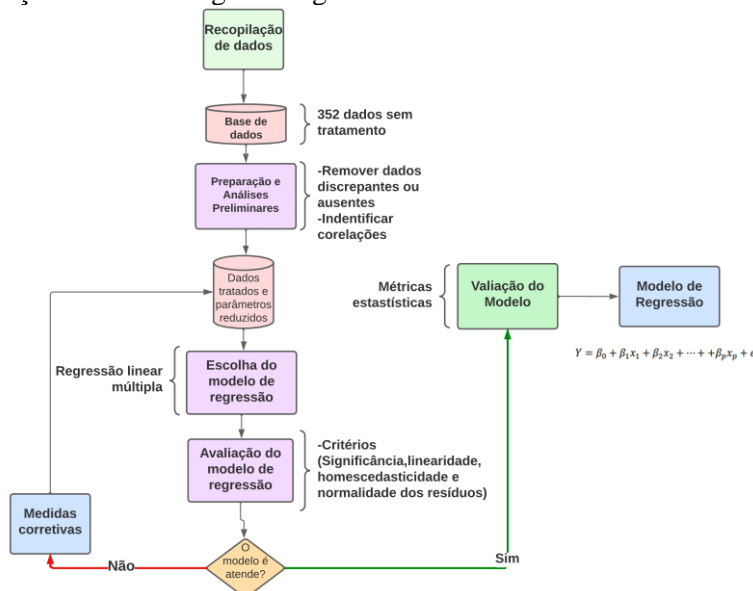 Recopilação
de dados
Base de
dados
352 dados sem
tratamento
Preparação e
Análises
Preliminares
-Remover dados
discrepantes ou
ausentes
-Indentificar
corelações
Dados
tratados e
parâmetros
reduzidos
Métricas
estastísticas
Valiação do
Modelo
Modelo de
Regressão
Y = β₀ + β₁x₁ + β₂x₂ + ⋯ + +βₚxₚ +
Regressão linear
múltipla
Escolha do
modelo de
regressão
Avaliação do
modelo de
regressão
-Critérios
(Significância,linearidade,
homescedasticidade e
normalidade dos resíduos)
Medidas
corretivas
O
modelo é
atende?
Não
Sim